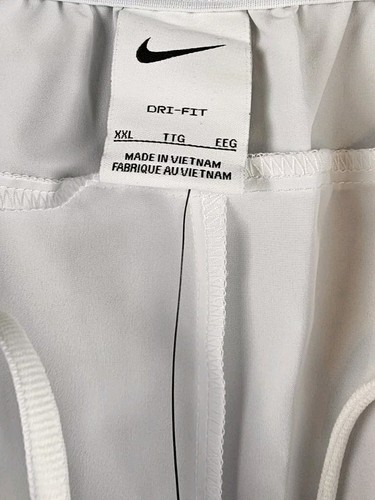 DRI-FIT
XXL TTG EEG
MADE IN VIETNAM
FABRIQUE AU VIETNAM